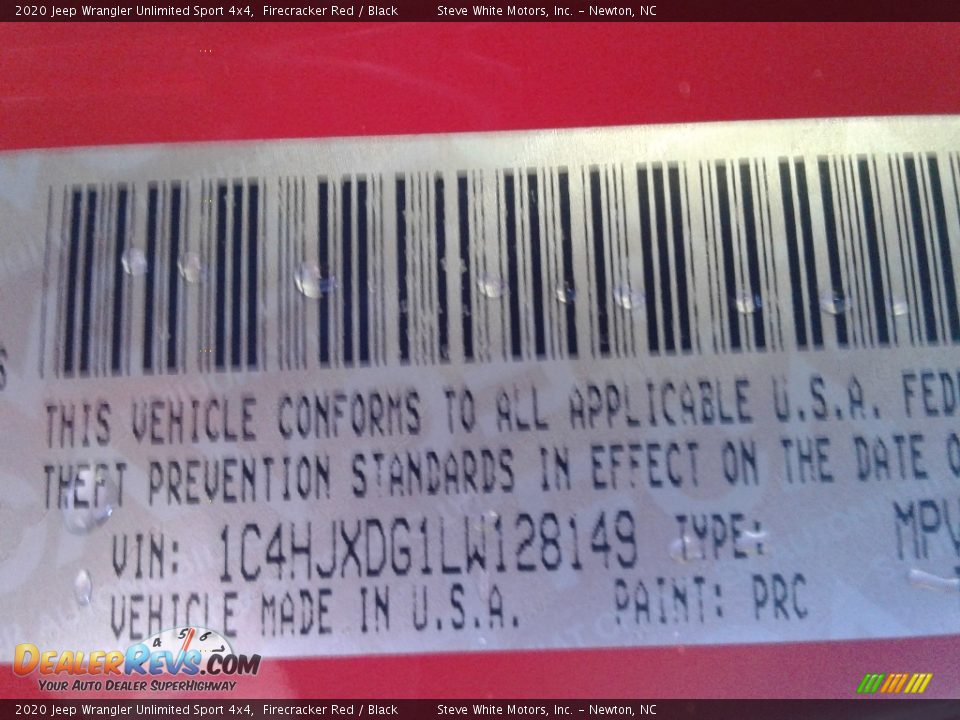 2020 Jeep Wrangler Unlimited Sport 4x4, Firecracker Red / Black Steve White Motors, Inc. - Newton, NC
THIS VEHICLE CONFORMS TO ALL APPLICABLE U.S.A. FED
THEFT PREVENTION STANDARDS IN EFFECT ON THE DATE O
VIN: 1C4HJXDG1LW128149 TYPE: MPV
VEHICLE MADE IN U.S.A. PAINT: PRC
DEALERREVS.COM
YOUR AUTO DEALER SUPERHIGHWAY
2020 Jeep Wrangler Unlimited Sport 4x4, Firecracker Red / Black Steve White Motors, Inc. - Newton, NC